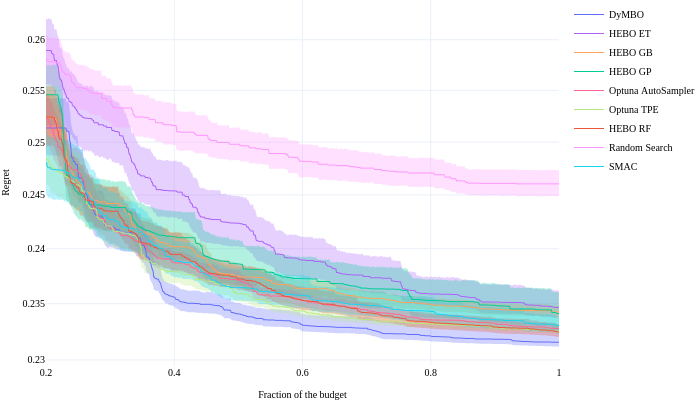 DyMBO
HEBO ET
HEBO GB
HEBO GP
Optuna AutoSampler
Optuna TPE
HEBO RF
Random Search
SMAC
0.26
0.255
0.25
0.245
0.24
0.235
0.23
Regret
0.2
0.4
0.6
0.8
1
Fraction of the budget